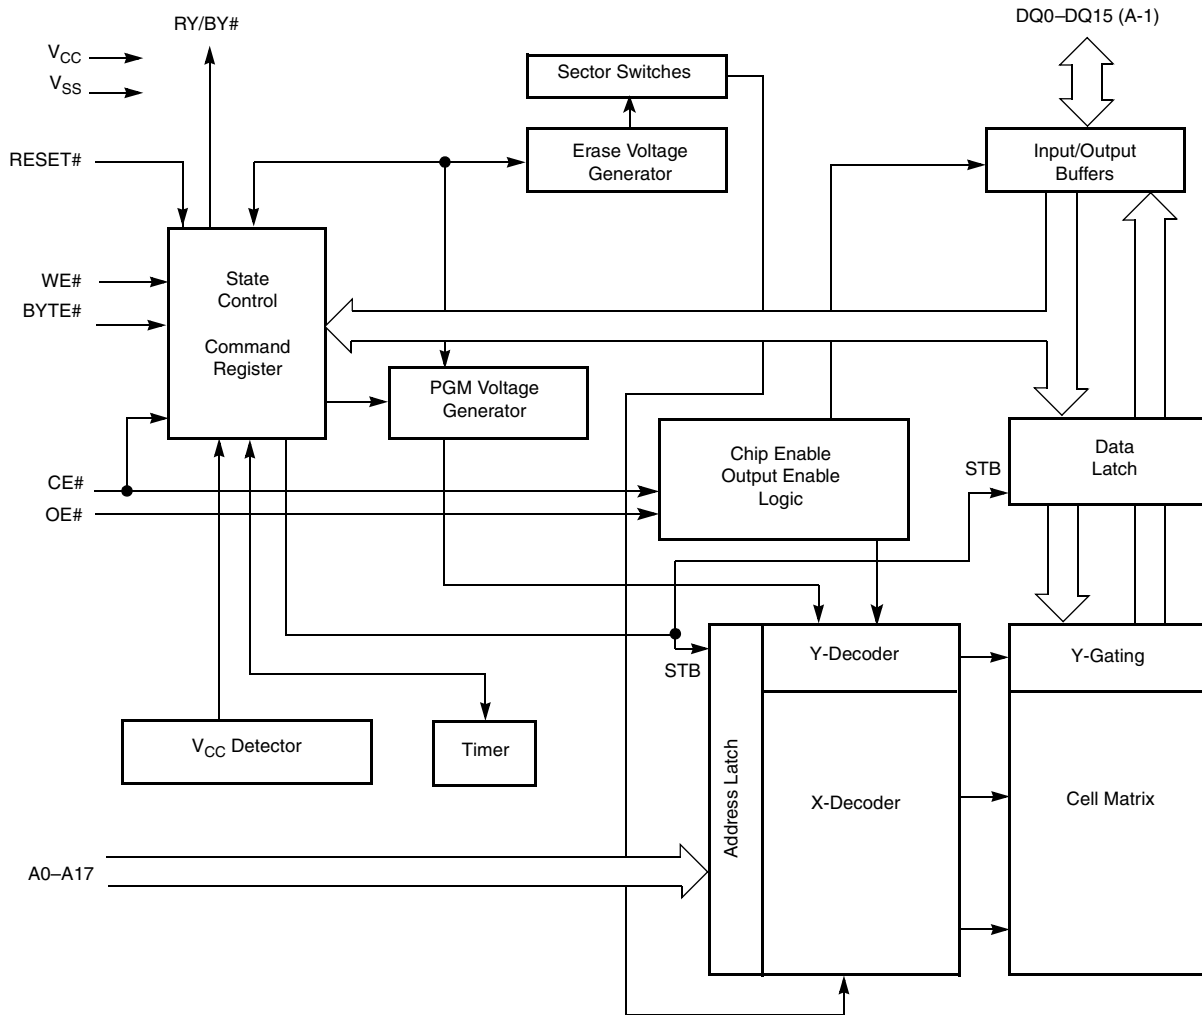 RY/BY#
DQ0–DQ15 (A-1)
VCC
VSS
Sector Switches
RESET#
Erase Voltage
Generator
Input/Output
Buffers
WE#
BYTE#
State
Control
Command
Register
PGM Voltage
Generator
Chip Enable
Output Enable
Logic
Data
Latch
STB
CE#
OE#
STB
Y-Decoder
Y-Gating
VCC Detector
Timer
Address Latch
X-Decoder
Cell Matrix
A0–A17